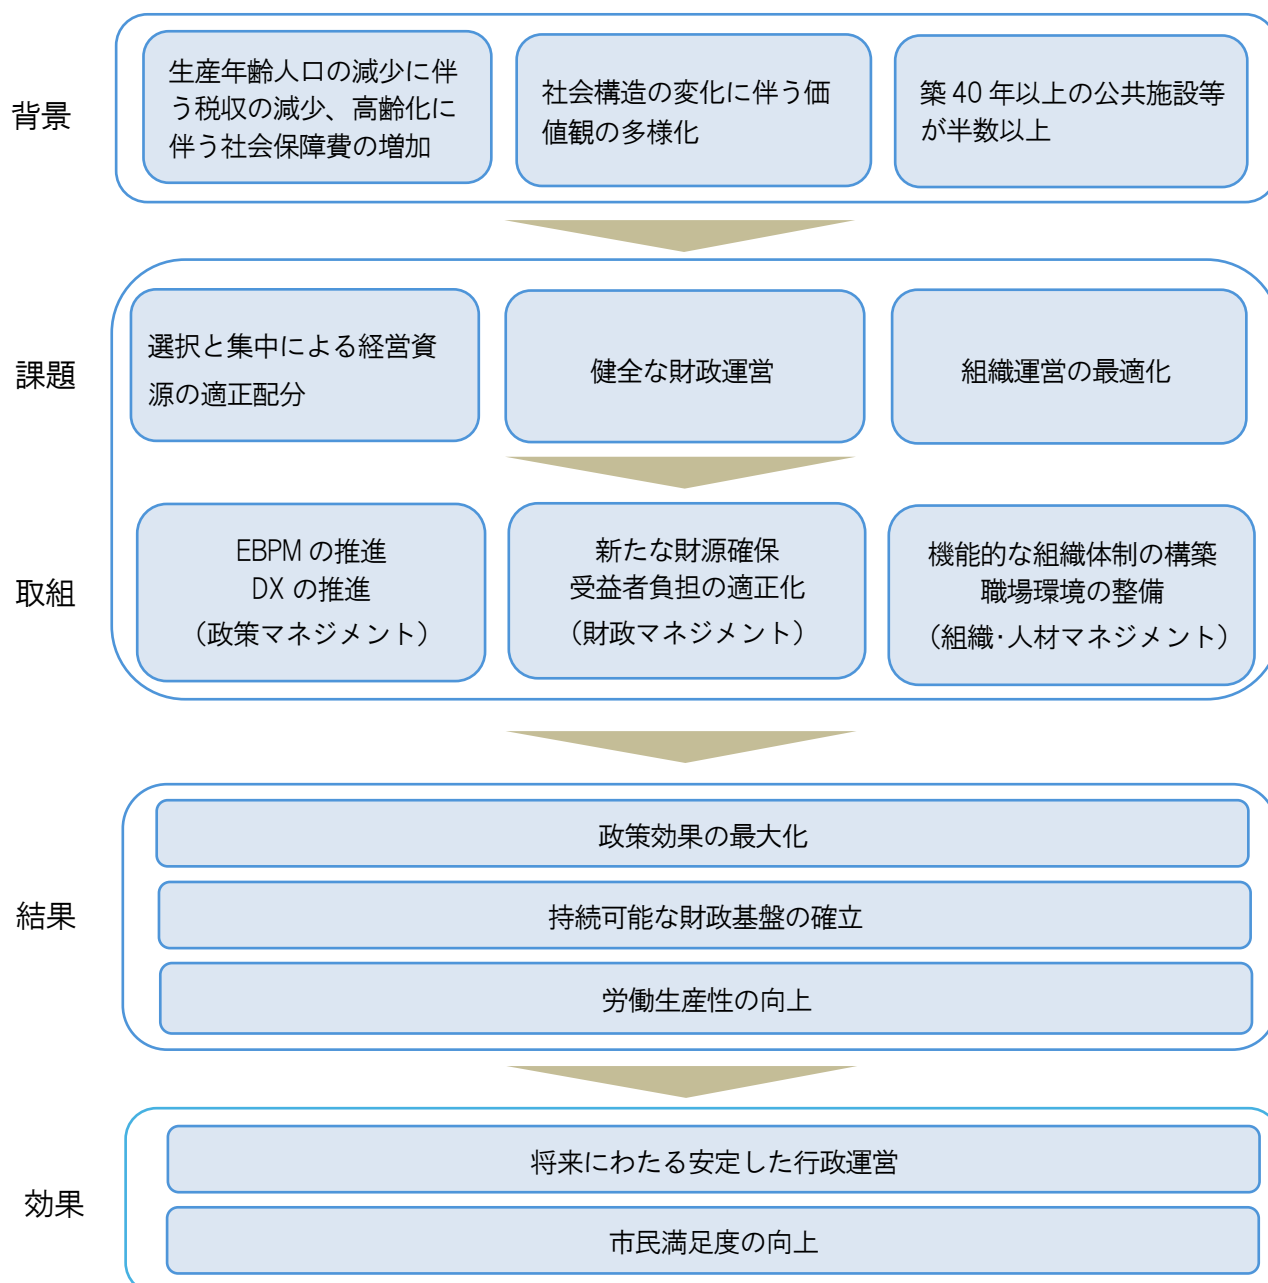 背景
生産年齢人口の減少に伴
う税収の減少、高齢化に
伴う社会保障費の増加
社会構造の変化に伴う価
値観の多様化
築 40 年以上の公共施設等
が半数以上
課題
選択と集中による経営資
源の適正配分
健全な財政運営
組織運営の最適化
取組
EBPM の推進
DX の推進
（政策マネジメント）
新たな財源確保
受益者負担の適正化
（財政マネジメント）
機能的な組織体制の構築
職場環境の整備
（組織･人材マネジメント）
結果
政策効果の最大化
持続可能な財政基盤の確立
労働生産性の向上
効果
将来にわたる安定した行政運営
市民満足度の向上